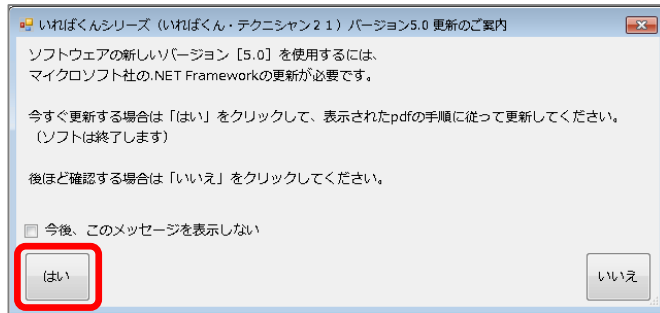 いればくんシリーズ（いればくん・テクニシャン２１）バージョン5.0 更新のご案内
ソフトウェアの新しいバージョン［5.0］を使用するには、
マイクロソフト社の.NET Frameworkの更新が必要です。
今すぐ更新する場合は「はい」をクリックして、表示されたpdfの手順に従って更新してください。
（ソフトは終了します）
後ほど確認する場合は「いいえ」をクリックしてください。
今後、このメッセージを表示しない
はい
いいえ